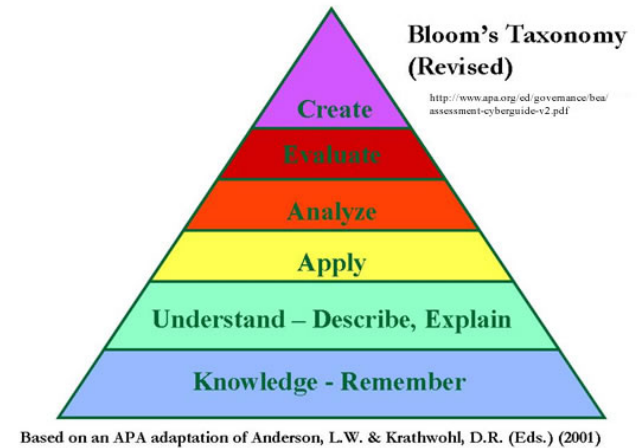 Bloom's Taxonomy
(Revised)
http://www.apa.org/ed/governance/bea/
assessment-cyberguide-v2.pdf
Create
Evaluate
Analyze
Apply
Understand – Describe, Explain
Knowledge - Remember
Based on an APA adaptation of Anderson, L.W. & Krathwohl, D.R. (Eds.) (2001)